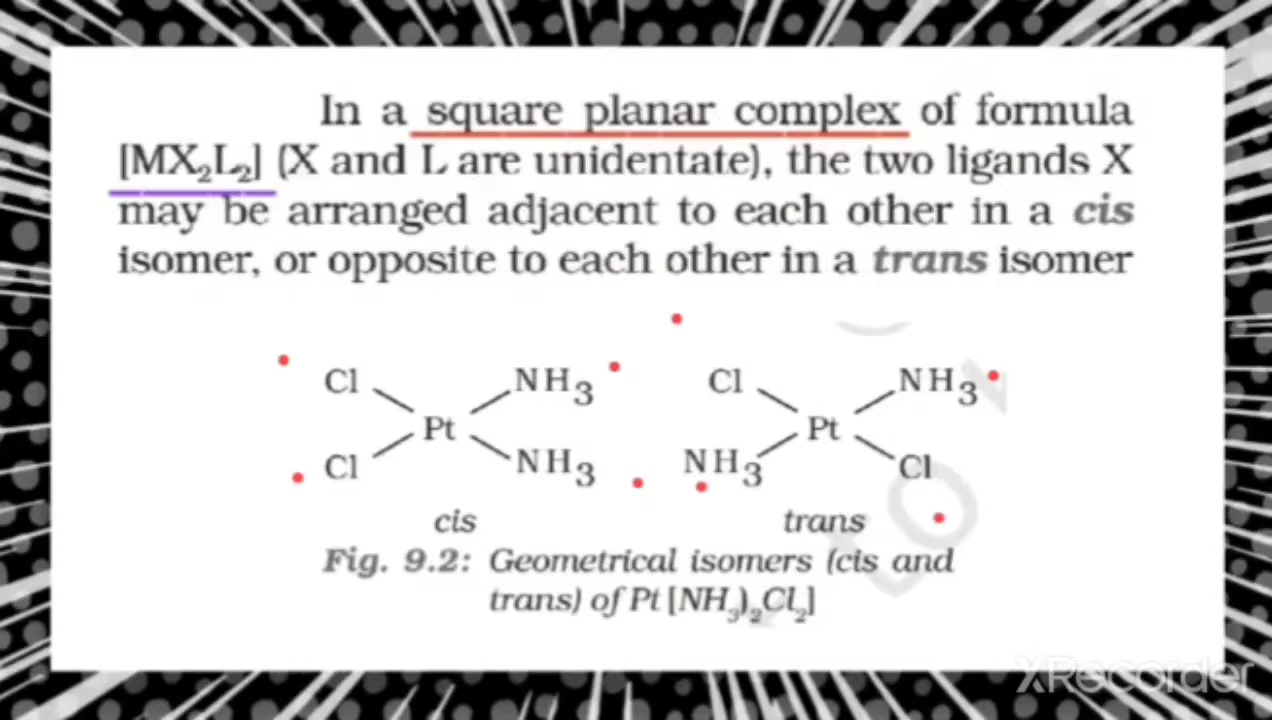 In a square planar complex of formula
[MX₂L₂] (X and L are unidentate), the two ligands X
may be arranged adjacent to each other in a cis
isomer, or opposite to each other in a trans isomer
Cl NH₃ Cl NH₃
Pt Pt
Cl NH₃ NH₃ Cl
cis trans
Fig. 9.2: Geometrical isomers (cis and
trans) of Pt [NH₃)₂Cl₂]
XRecorder